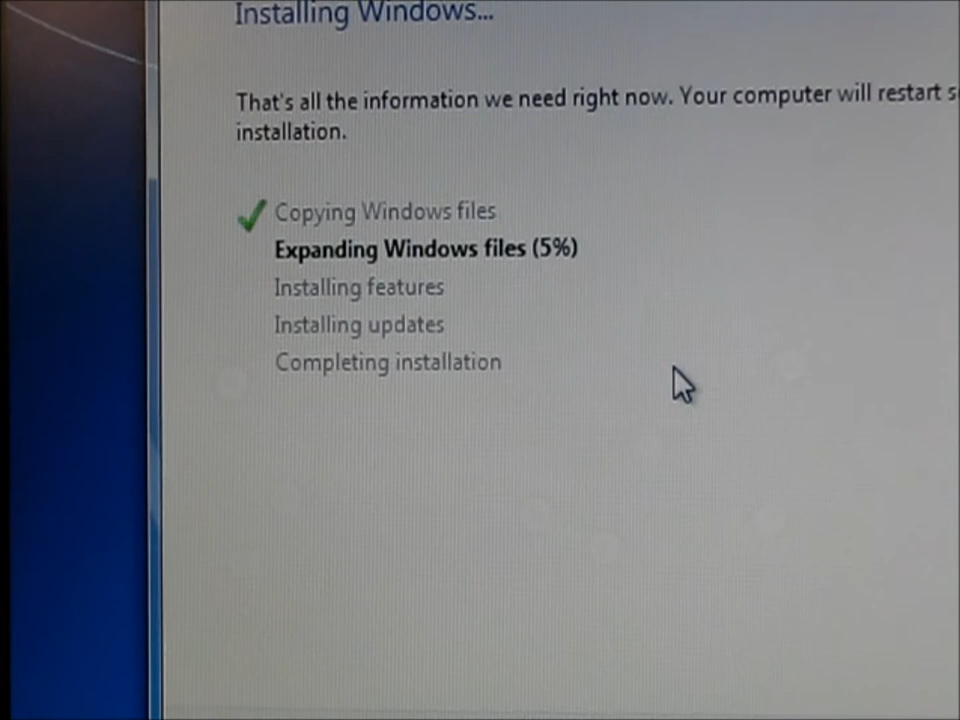 Installing Windows...
That's all the information we need right now. Your computer will restart
installation.
Copying Windows files
Expanding Windows files (5%)
Installing features
Installing updates
Completing installation